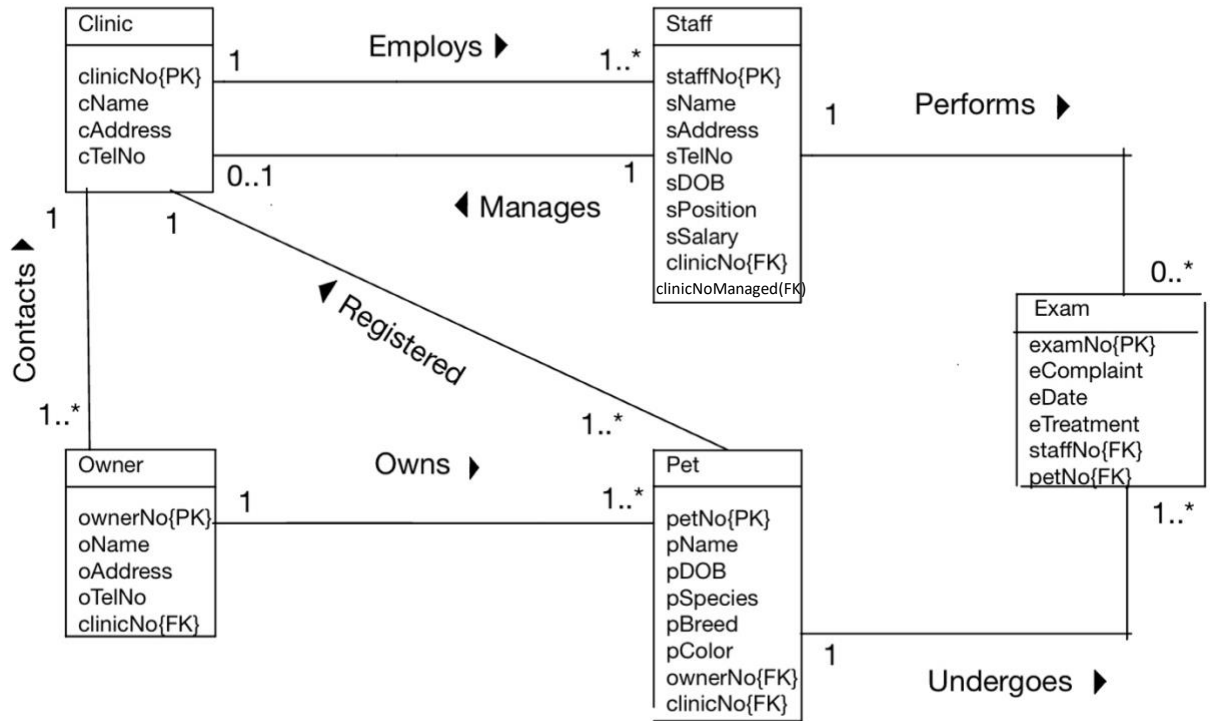 Clinic
clinicNo{PK}
cName
cAddress
cTelNo
Employs
1
1..*
0..1
1
Manages
Staff
staffNo{PK}
sName
sAddress
sTelNo
sDOB
sPosition
sSalary
clinicNo{FK}
clinicNoManaged(FK)
Performs
1
0..*
Exam
examNo{PK}
eComplaint
eDate
eTreatment
staffNo{FK}
petNo{FK}
1..*
1
1
Contacts
Registered
1..*
1..*
Owner
ownerNo{PK}
oName
oAddress
oTelNo
clinicNo{FK}
Owns
1
1..*
Pet
petNo{PK}
pName
pDOB
pSpecies
pBreed
pColor
ownerNo{FK}
clinicNo{FK}
1
Undergoes